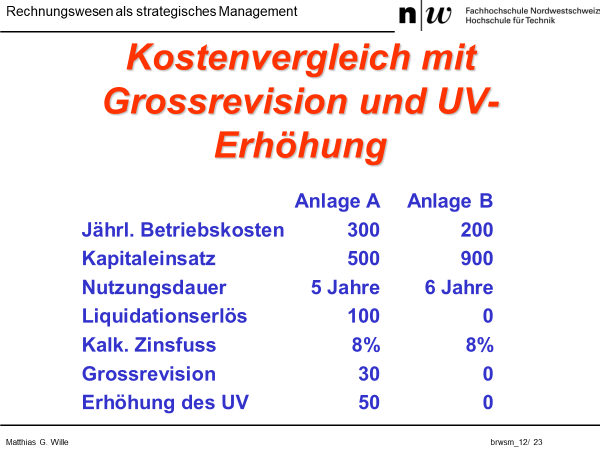 Rechnungswesen als strategisches Management
n|w
Fachhochschule Nordwestschweiz
Hochschule für Technik
Kostenvergleich mit
Grossrevision und UV-
Erhöhung
Anlage A Anlage B
Jährl. Betriebskosten 300 200
Kapitaleinsatz 500 900
Nutzungsdauer 5 Jahre 6 Jahre
Liquidationserlös 100 0
Kalk. Zinsfuss 8% 8%
Grossrevision 30 0
Erhöhung des UV 50 0
Matthias G. Wille brwsm_12/ 23